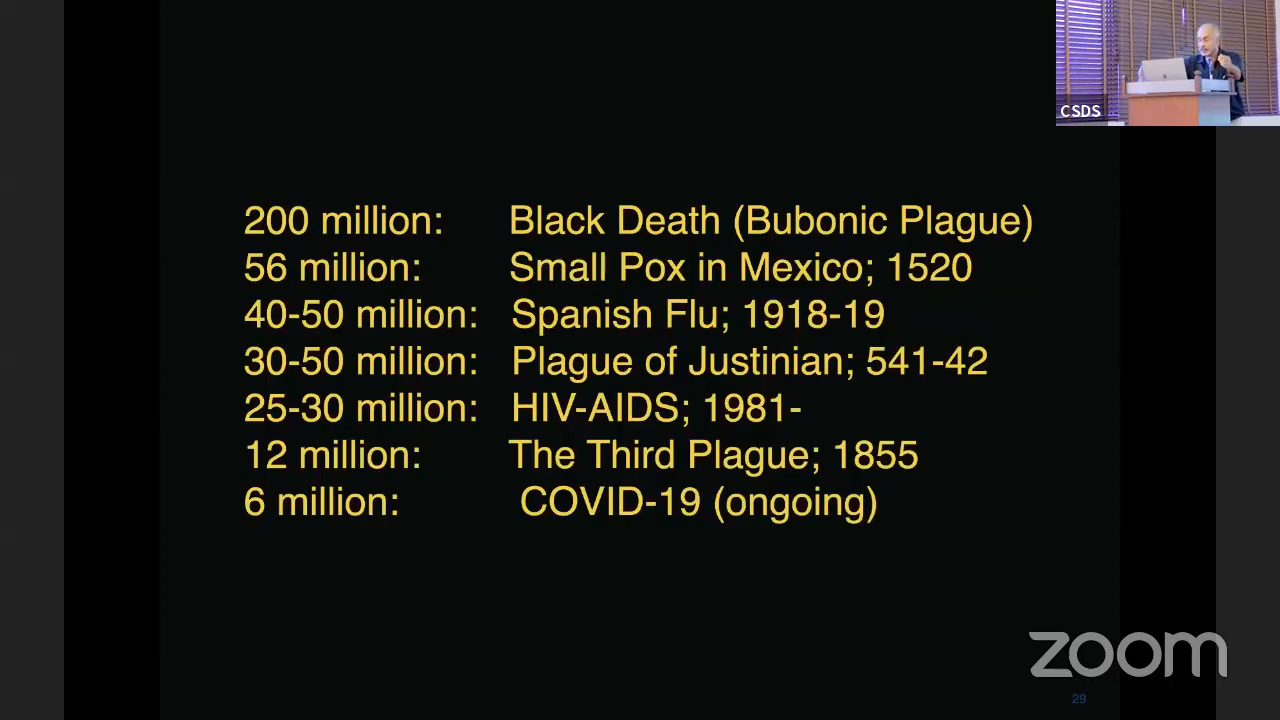 CSDS
200 million: Black Death (Bubonic Plague)
56 million: Small Pox in Mexico; 1520
40-50 million: Spanish Flu; 1918-19
30-50 million: Plague of Justinian; 541-42
25-30 million: HIV-AIDS; 1981-
12 million: The Third Plague; 1855
6 million: COVID-19 (ongoing)
zoom
29